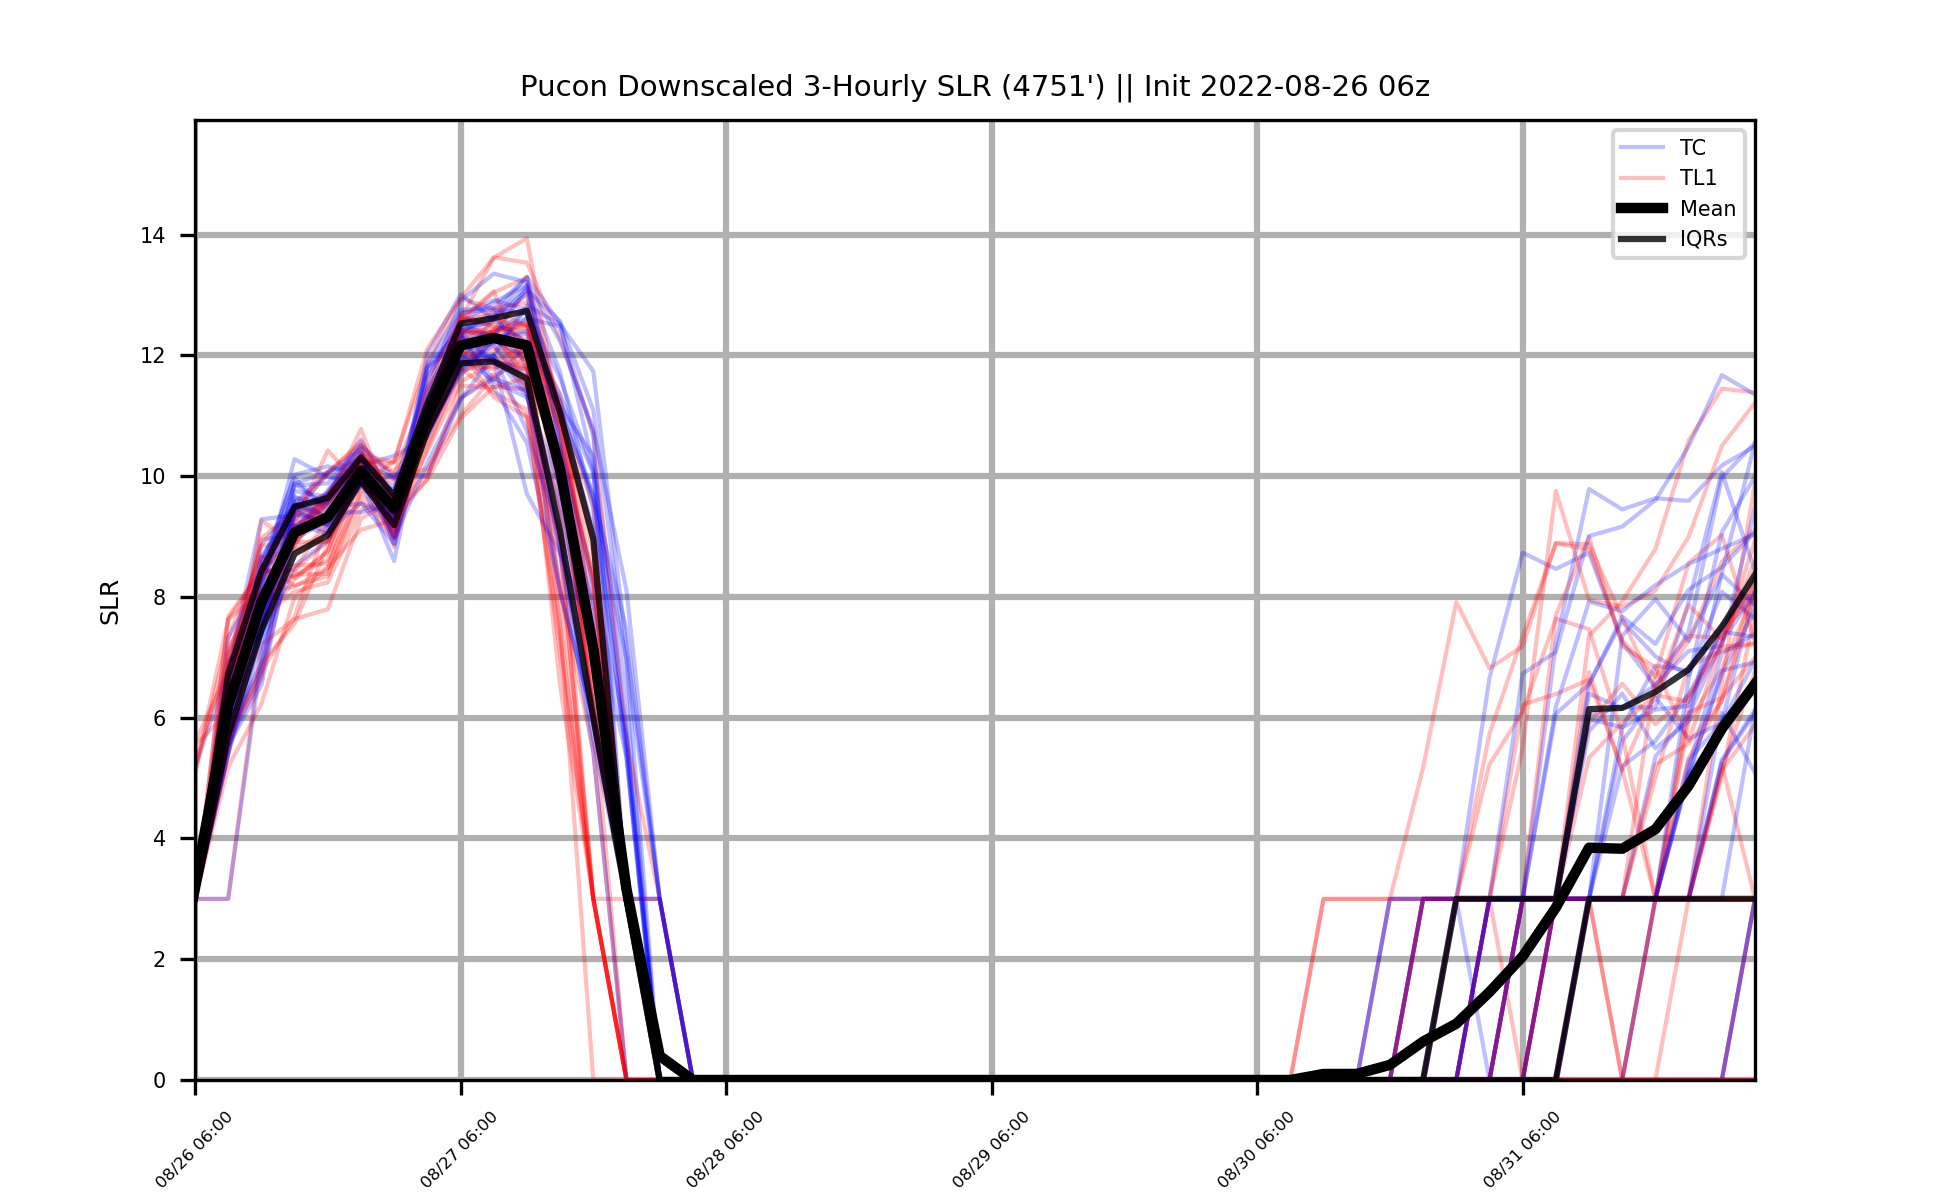 Pucon Downscaled 3-Hourly SLR (4751') || Init 2022-08-26 06z
TC
TL1
Mean
IQRs
SLR
14
12
10
8
6
4
2
0
08/26 06:00
08/27 06:00
08/28 06:00
08/29 06:00
08/30 06:00
08/31 06:00